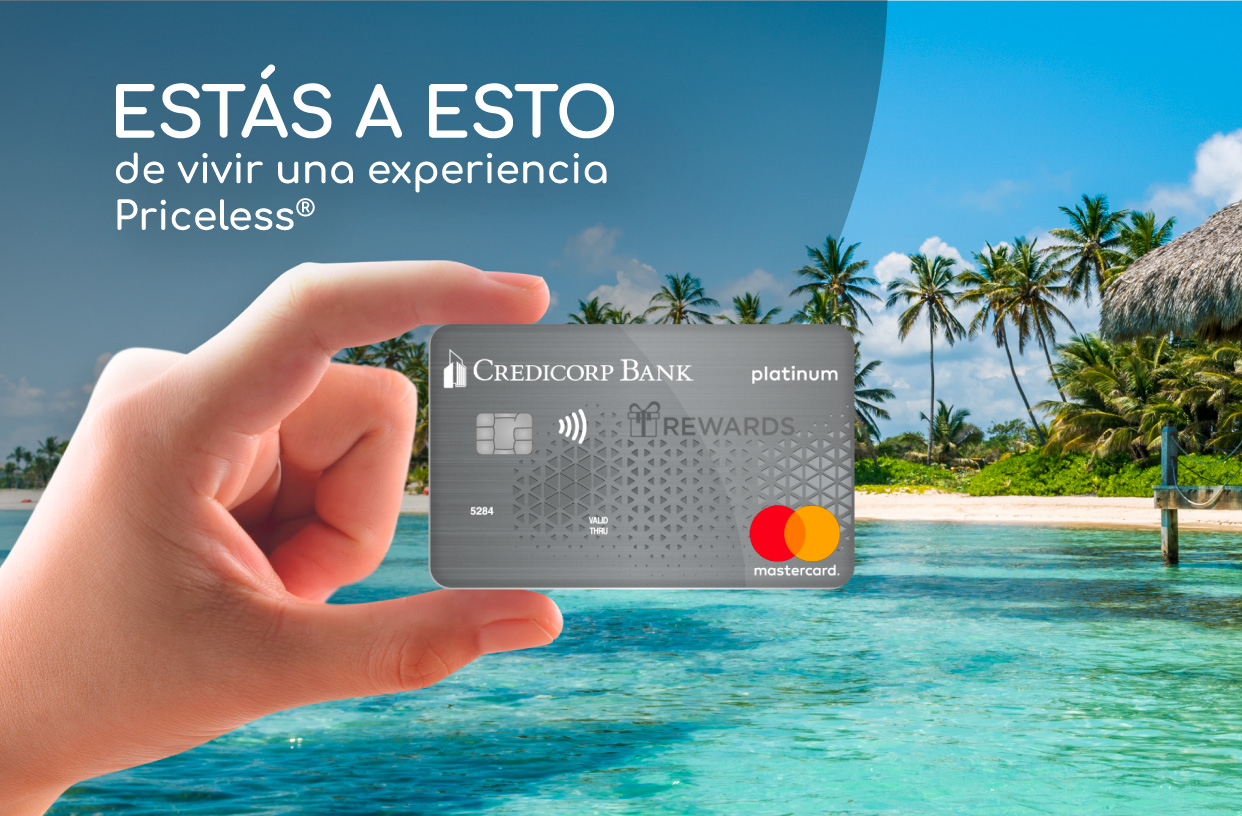 ESTÁS A ESTO
de vivir una experiencia
Priceless®
CREDICORP BANK
platinum
REWARDS
5284
VALID
THRU
mastercard.